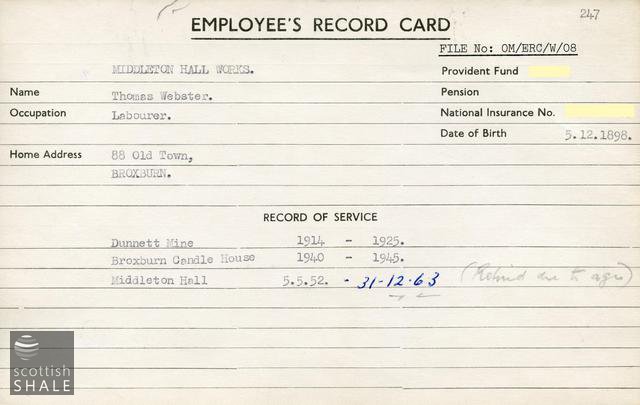 247
EMPLOYEE'S RECORD CARD
FILE No: OM/ERC/W/08
MIDDLETON HALL WORKS.
Provident Fund
Name Thomas Webster.
Pension
Occupation Labourer.
National Insurance No.
Date of Birth 5.12.1898.
Home Address 88 Old Town,
BROXBURN.
RECORD OF SERVICE
Dunnett Mine 1914 - 1925.
Broxburn Candle House 1940 - 1945.
Middleton Hall 5.5.52. - 31-12-63 (Retired due to age)
scottish
SHALE